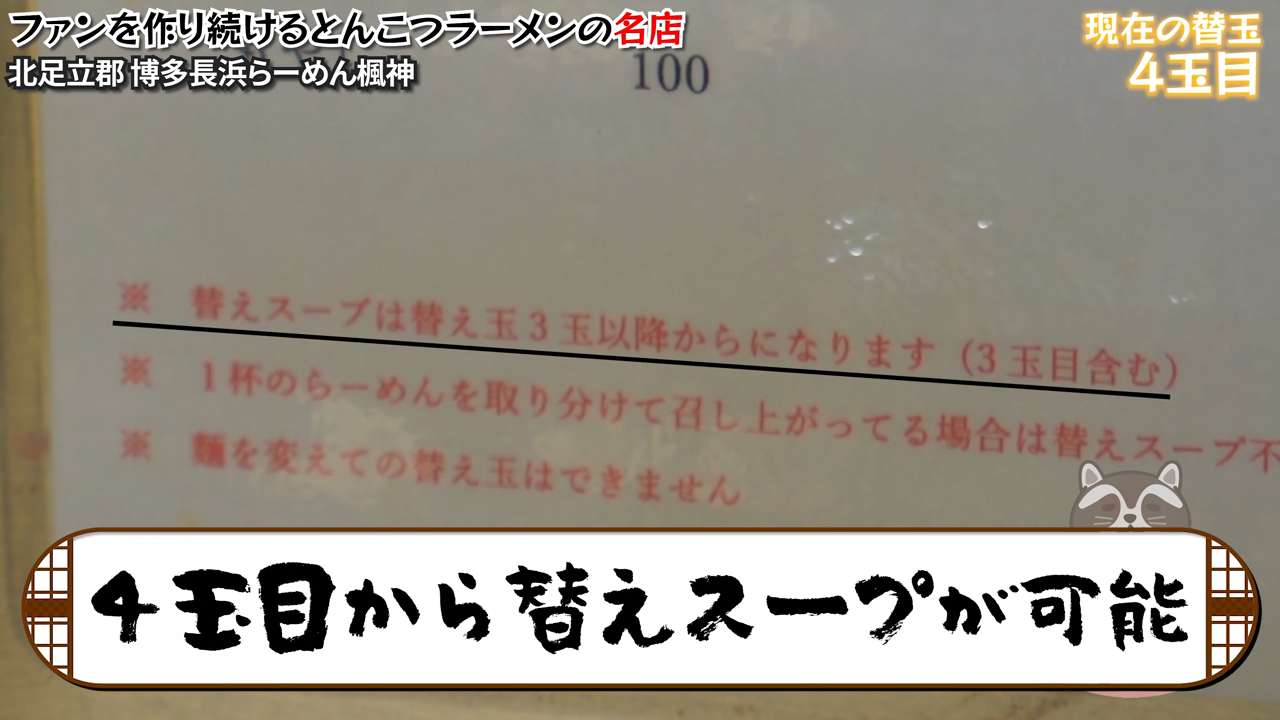 ファンを作り続けるとんこつラーメンの名店
北足立郡 博多長浜らーめん楓神
現在の替玉
4玉目
100
※ 替えスープは替え玉3玉以降からになります(3玉目含む)
※ 1杯のらーめんを取り分けて召し上がってる場合は替えスープ不
※ 麺を変えての替え玉はできません
4玉目から替えスープが可能